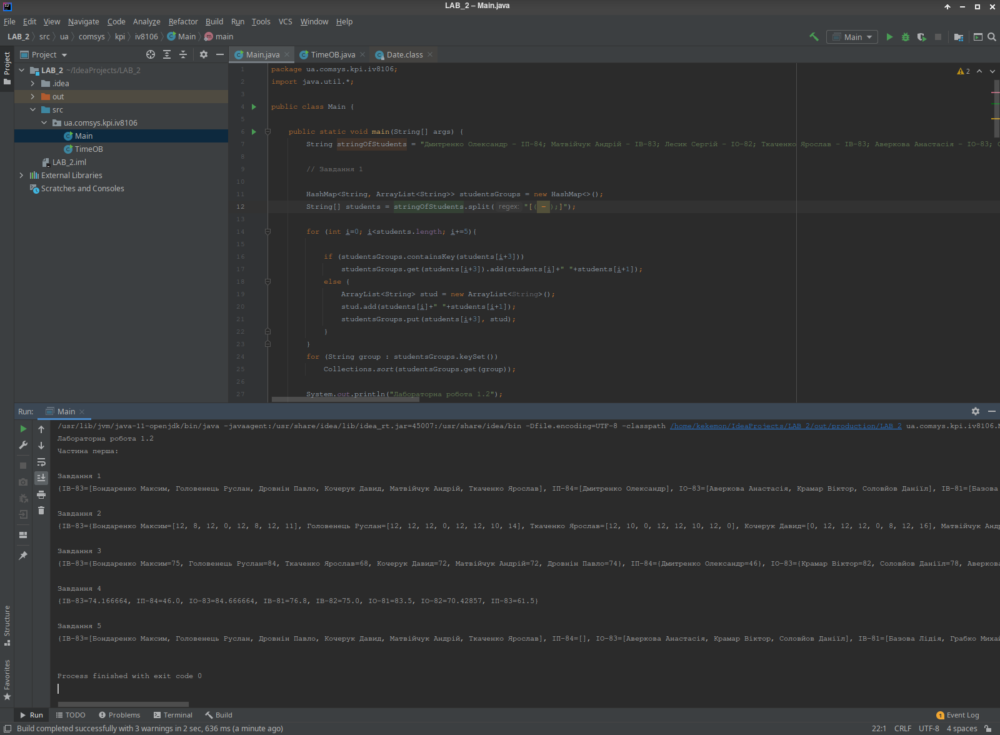 LAB_2 – Main.java
File Edit View Navigate Code Analyze Refactor Build Run Tools VCS Window Help
LAB_2 src ua comsys kpi iv8106 Main main
Main
Project
Project
Main.java TimeOB.java Date.class
LAB_2 ~/IdeaProjects/LAB_2
.idea
out
src
ua.comsys.kpi.iv8106
Main
TimeOB
LAB_2.iml
External Libraries
Scratches and Consoles
2
1 package ua.comsys.kpi.iv8106;
2 import java.util.*;
3
4 public class Main {
5
6 public static void main(String[] args) {
7 String stringOfStudents = "Дмитренко Олександр - ІП-84; Матвійчук Андрій - ІВ-83; Лесик Сергій - ІО-82; Ткаченко Ярослав - ІВ-83; Аверкова Анастасія - ІО-83;
8
9 // Завдання 1
10
11 HashMap<String, ArrayList<String>> studentsGroups = new HashMap<>();
12 String[] students = stringOfStudents.split( regex: "[( - );]");
13
14 for (int i=0; i<students.length; i+=5){
15
16 if (studentsGroups.containsKey(students[i+3]))
17 studentsGroups.get(students[i+3]).add(students[i]+" "+students[i+1]);
18 else {
19 ArrayList<String> stud = new ArrayList<String>();
20 stud.add(students[i]+" "+students[i+1]);
21 studentsGroups.put(students[i+3], stud);
22 }
23 }
24 for (String group : studentsGroups.keySet())
25 Collections.sort(studentsGroups.get(group));
26
27 System.out.println("Лабораторна робота 1.2");
Run: Main
/usr/lib/jvm/java-11-openjdk/bin/java -javaagent:/usr/share/idea/lib/idea_rt.jar=45007:/usr/share/idea/bin -Dfile.encoding=UTF-8 -classpath /home/kekemon/IdeaProjects/LAB_2/out/production/LAB_2 ua.comsys.kpi.iv8106.M
Лабораторна робота 1.2
Частина перша:
Завдання 1
{ІВ-83=[Бондаренко Максим, Головенець Руслан, Дровнін Павло, Кочерук Давид, Матвійчук Андрій, Ткаченко Ярослав], ІП-84=[Дмитренко Олександр], ІО-83=[Аверкова Анастасія, Крамар Віктор, Соловйов Даніїл], ІВ-81=[Базова
Завдання 2
{ІВ-83={Бондаренко Максим=[12, 8, 12, 0, 12, 8, 12, 11], Головенець Руслан=[12, 12, 12, 0, 12, 12, 10, 14], Ткаченко Ярослав=[12, 10, 0, 12, 12, 10, 12, 0], Кочерук Давид=[0, 12, 12, 12, 0, 8, 12, 16], Матвійчук Анд
Завдання 3
{ІВ-83={Бондаренко Максим=75, Головенець Руслан=84, Ткаченко Ярослав=68, Кочерук Давид=72, Матвійчук Андрій=72, Дровнін Павло=74}, ІП-84={Дмитренко Олександр=46}, ІО-83={Крамар Віктор=82, Соловйов Даніїл=78, Аверкова
Завдання 4
{ІВ-83=74.166664, ІП-84=46.0, ІО-83=84.666664, ІВ-81=76.8, ІВ-82=75.0, ІО-81=83.5, ІО-82=70.42857, ІП-83=61.5}
Завдання 5
{ІВ-83=[Бондаренко Максим, Головенець Руслан, Дровнін Павло, Кочерук Давид, Матвійчук Андрій, Ткаченко Ярослав], ІП-84=[], ІО-83=[Аверкова Анастасія, Крамар Віктор, Соловйов Даніїл], ІВ-81=[Базова Лідія, Грабко Миха
Process finished with exit code 0
Structure
Favorites
Run TODO Problems Terminal Build 1 Event Log
Build completed successfully with 3 warnings in 2 sec, 636 ms (a minute ago) 22:1 CRLF UTF-8 4 spaces